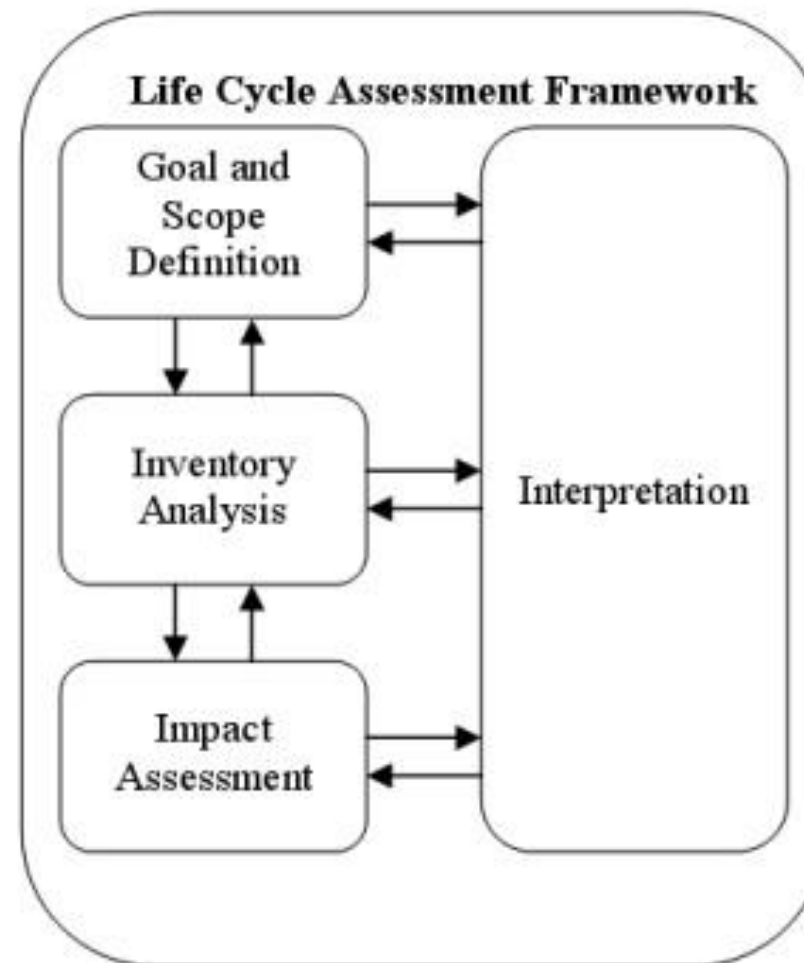 Life Cycle Assessment Framework
Goal and
Scope
Definition
Inventory
Analysis
Interpretation
Impact
Assessment